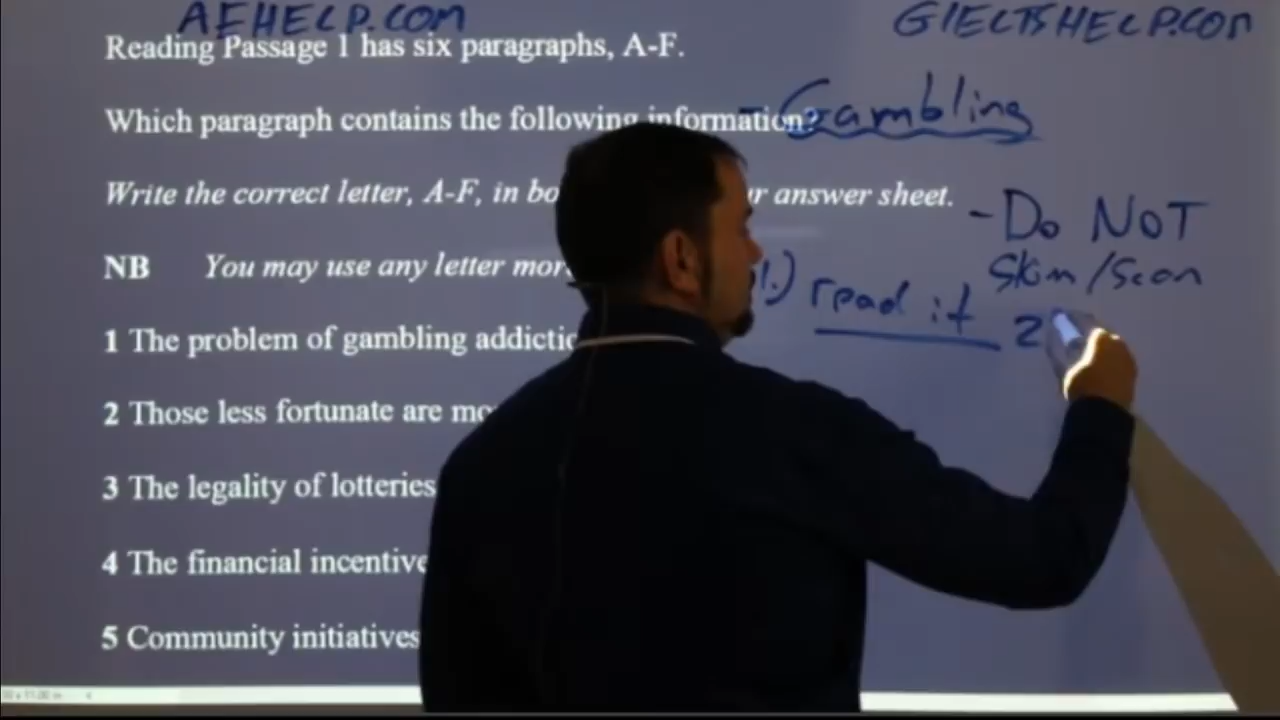 AEHELP.COM
GIELTSHELP.COM
Reading Passage 1 has six paragraphs, A-F.
- Gambling
Which paragraph contains the following information?
Write the correct letter, A-F, in bo r answer sheet.
- Do NOT
Skim/Scan
NB You may use any letter mor
1.) read it 2
1 The problem of gambling addictio
2 Those less fortunate are mo
3 The legality of lotteries
4 The financial incentive
5 Community initiatives